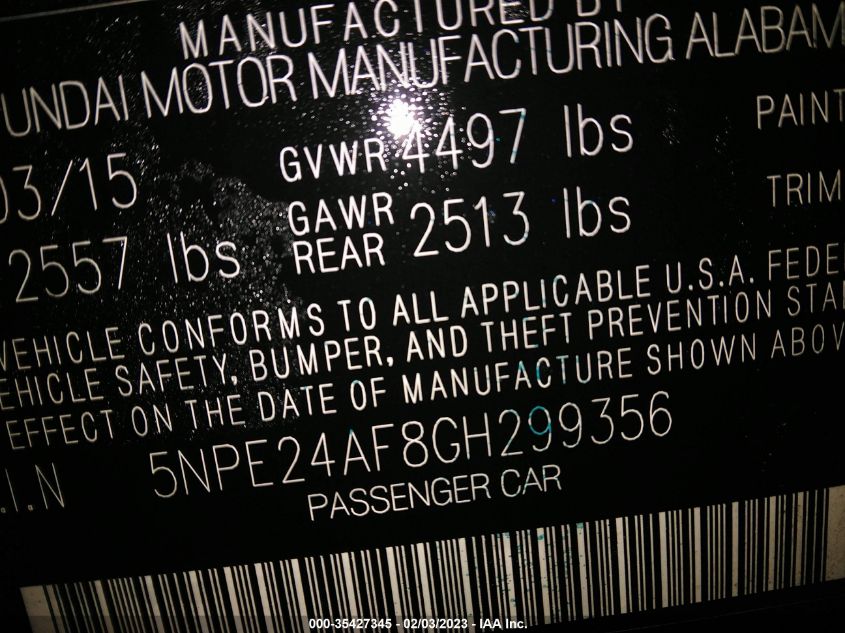 MANUFACTURED BY
UNDAI MOTOR MANUFACTURING ALABAM
03/15 GVWR 4497 lbs PAINT
2557 lbs GAWR REAR 2513 lbs TRIM
VEHICLE CONFORMS TO ALL APPLICABLE U.S.A. FEDE
EHICLE SAFETY, BUMPER, AND THEFT PREVENTION STA
EFFECT ON THE DATE OF MANUFACTURE SHOWN ABOV
.I.N 5NPE24AF8GH299356
PASSENGER CAR
000-35427345 - 02/03/2023 - IAA Inc.